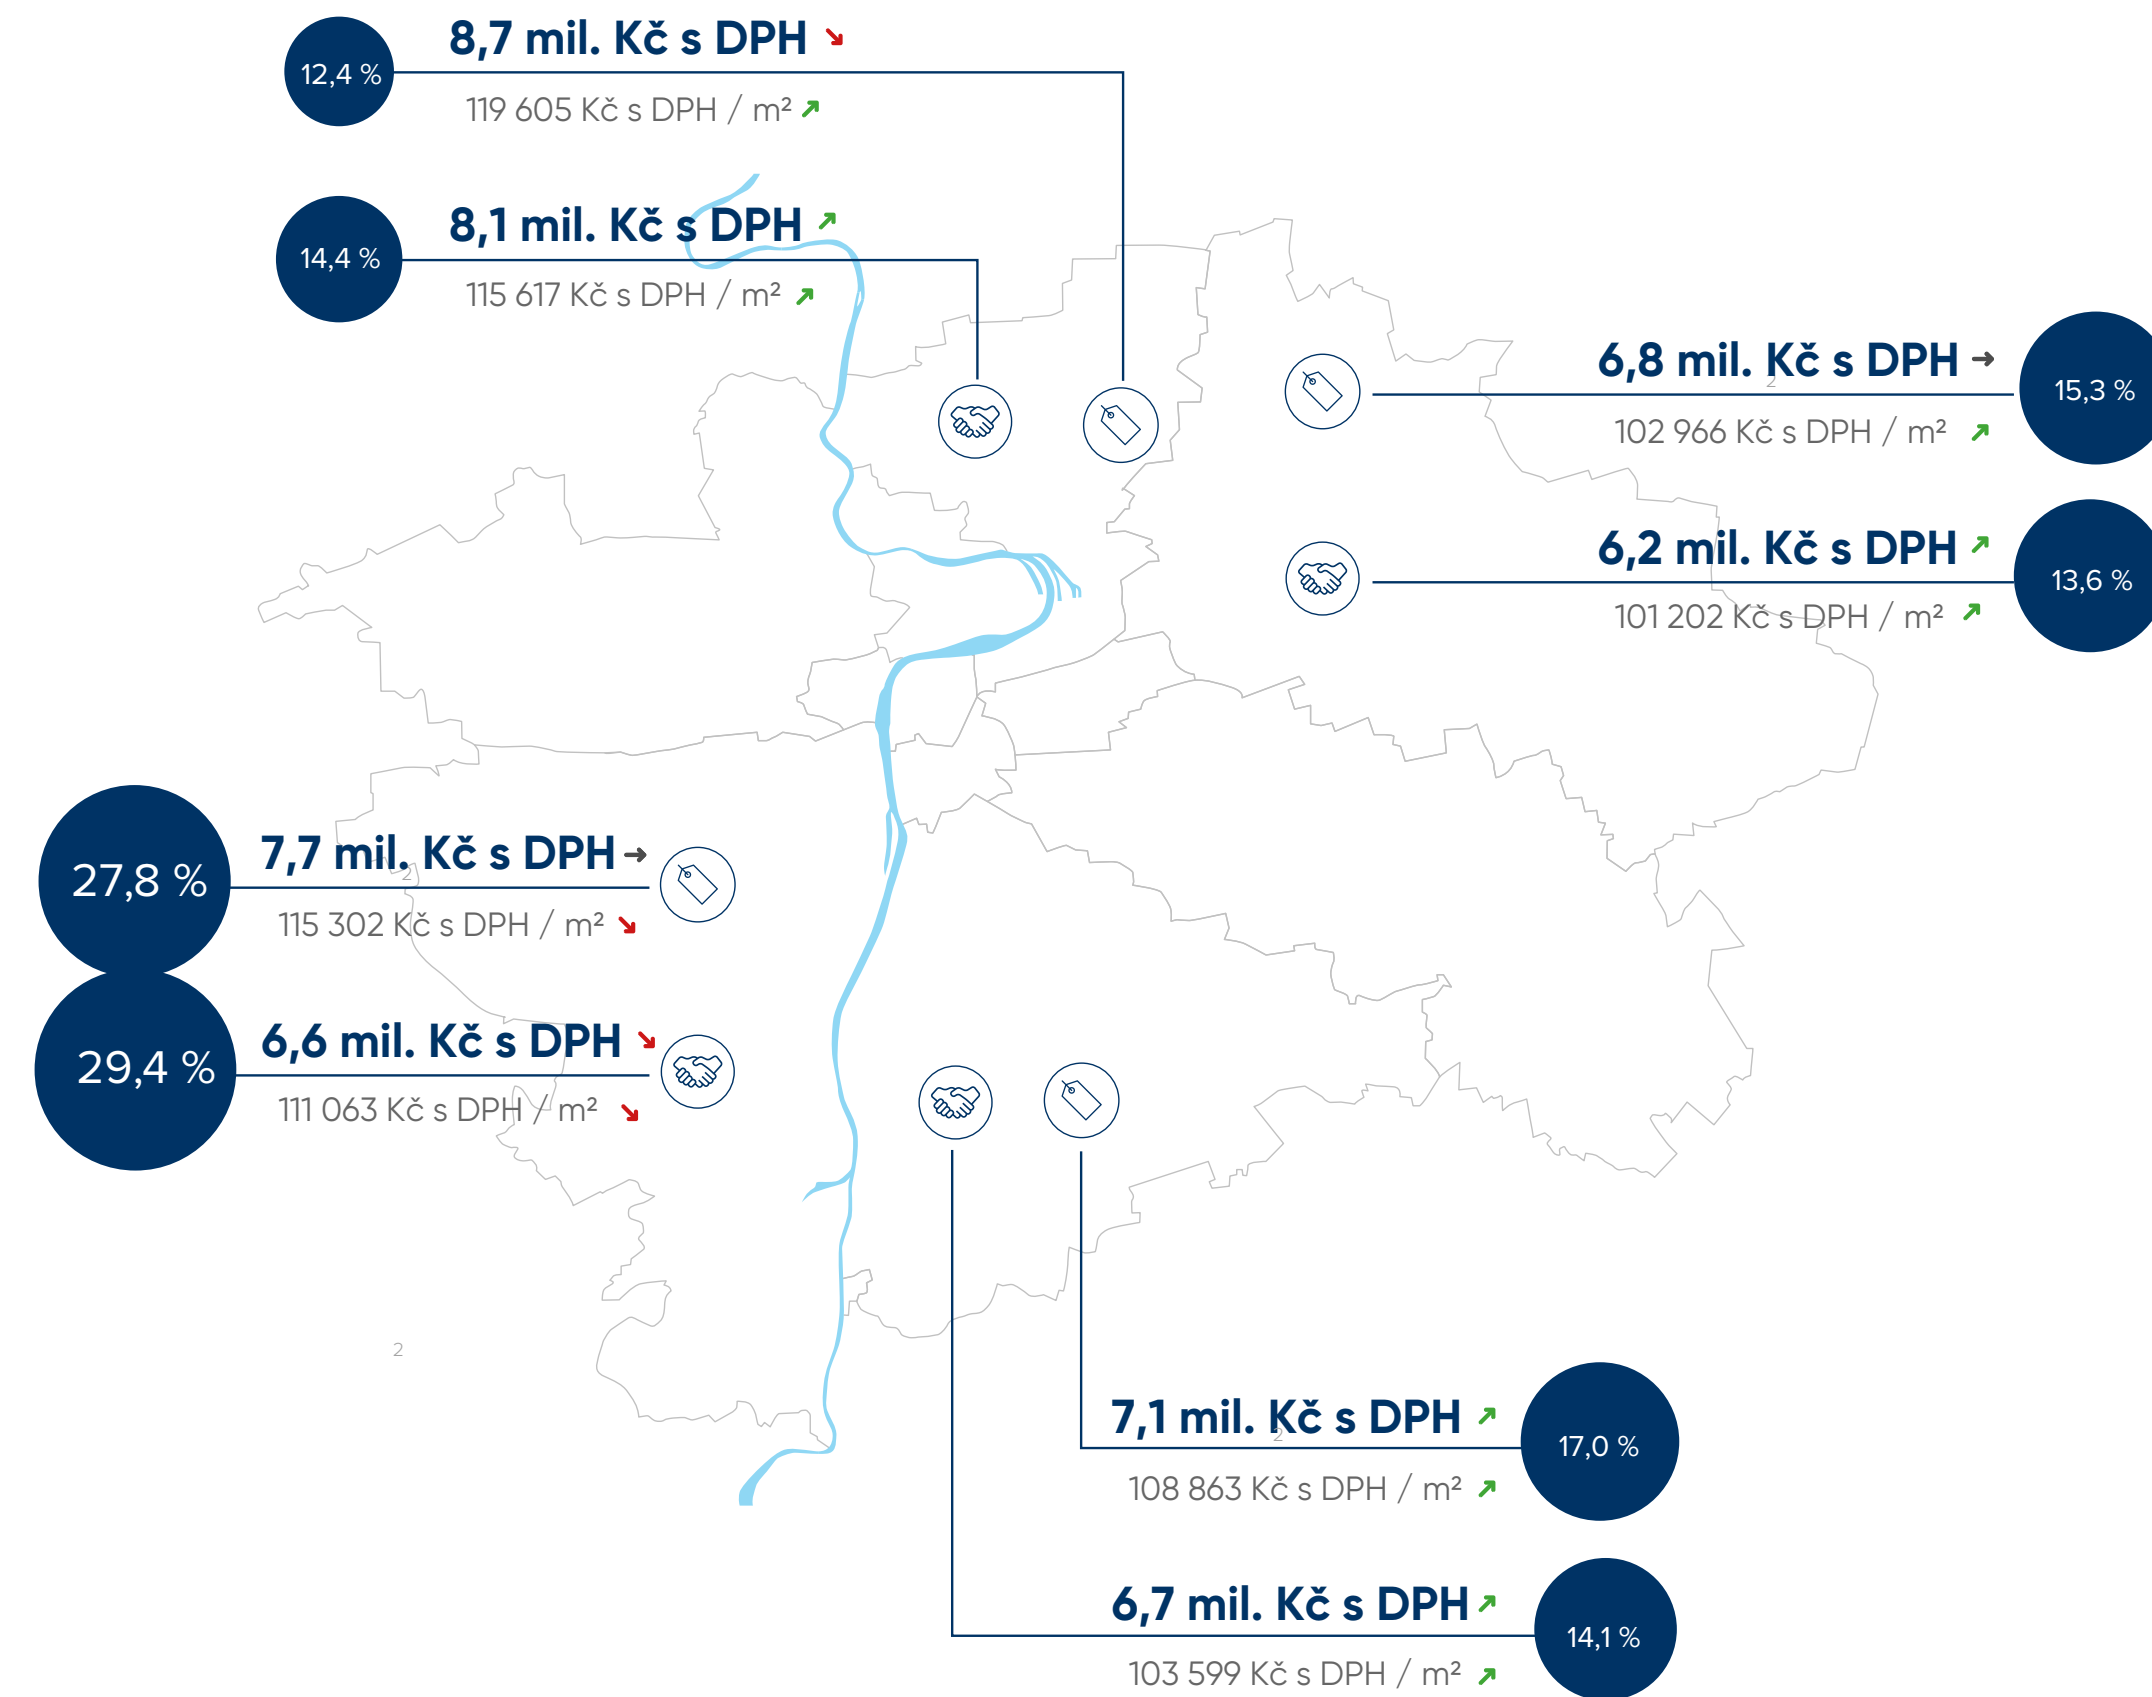 8,7 mil. Kč s DPH
12,4 %
119 605 Kč s DPH / m²
8,1 mil. Kč s DPH
14,4 %
115 617 Kč s DPH / m²
6,8 mil. Kč s DPH
2
15,3 %
102 966 Kč s DPH / m²
6,2 mil. Kč s DPH
13,6 %
101 202 Kč s DPH / m²
7,7 mil. Kč s DPH
2
27,8 %
115 302 Kč s DPH / m²
6,6 mil. Kč s DPH
29,4 %
111 063 Kč s DPH / m²
2
7,1 mil. Kč s DPH
2
17,0 %
108 863 Kč s DPH / m²
6,7 mil. Kč s DPH
14,1 %
103 599 Kč s DPH / m²